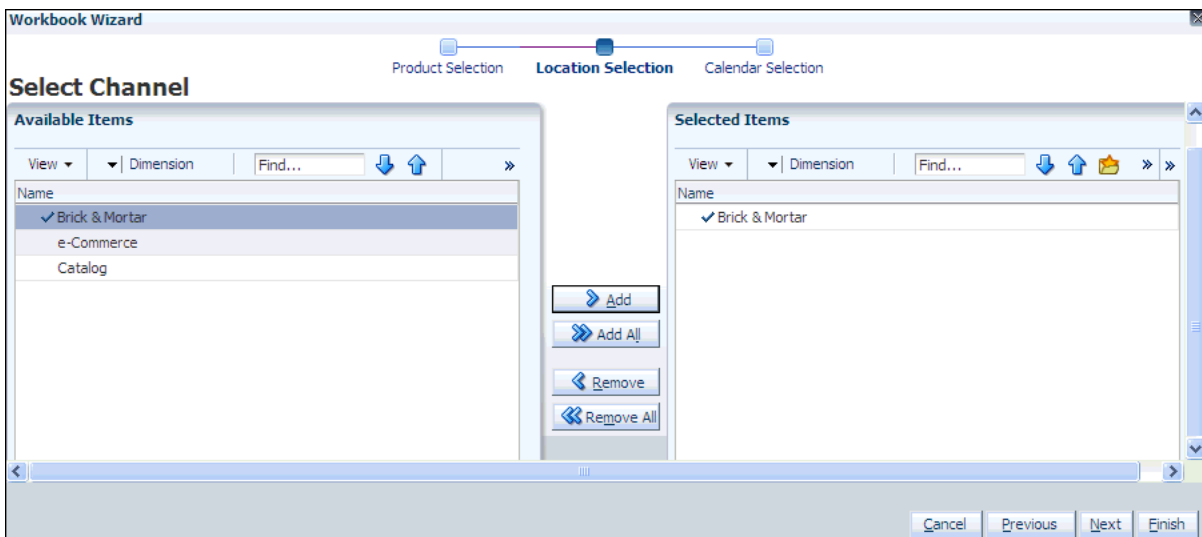 Workbook Wizard
Product Selection Location Selection Calendar Selection
Select Channel
Available Items
View Dimension Find... »
Name
Brick & Mortar
e-Commerce
Catalog
Add
Add All
Remove
Remove All
Selected Items
View Dimension Find... » »
Name
Brick & Mortar
Cancel Previous Next Finish